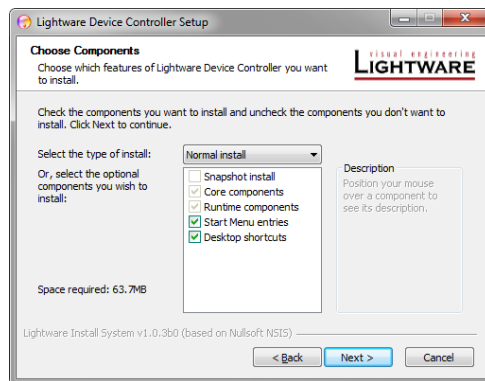 Lightware Device Controller Setup
Choose Components
Choose which features of Lightware Device Controller you want
to install.
visual engineering
LIGHTWARE
Check the components you want to install and uncheck the components you don't want to
install. Click Next to continue.
Select the type of install:
Normal install
Or, select the optional
components you wish to
install:
Snapshot install
Core components
Runtime components
Start Menu entries
Desktop shortcuts
Description
Position your mouse
over a component to
see its description.
Space required: 63.7MB
Lightware Install System v1.0.3b0 (based on Nullsoft NSIS)
< Back
Next >
Cancel